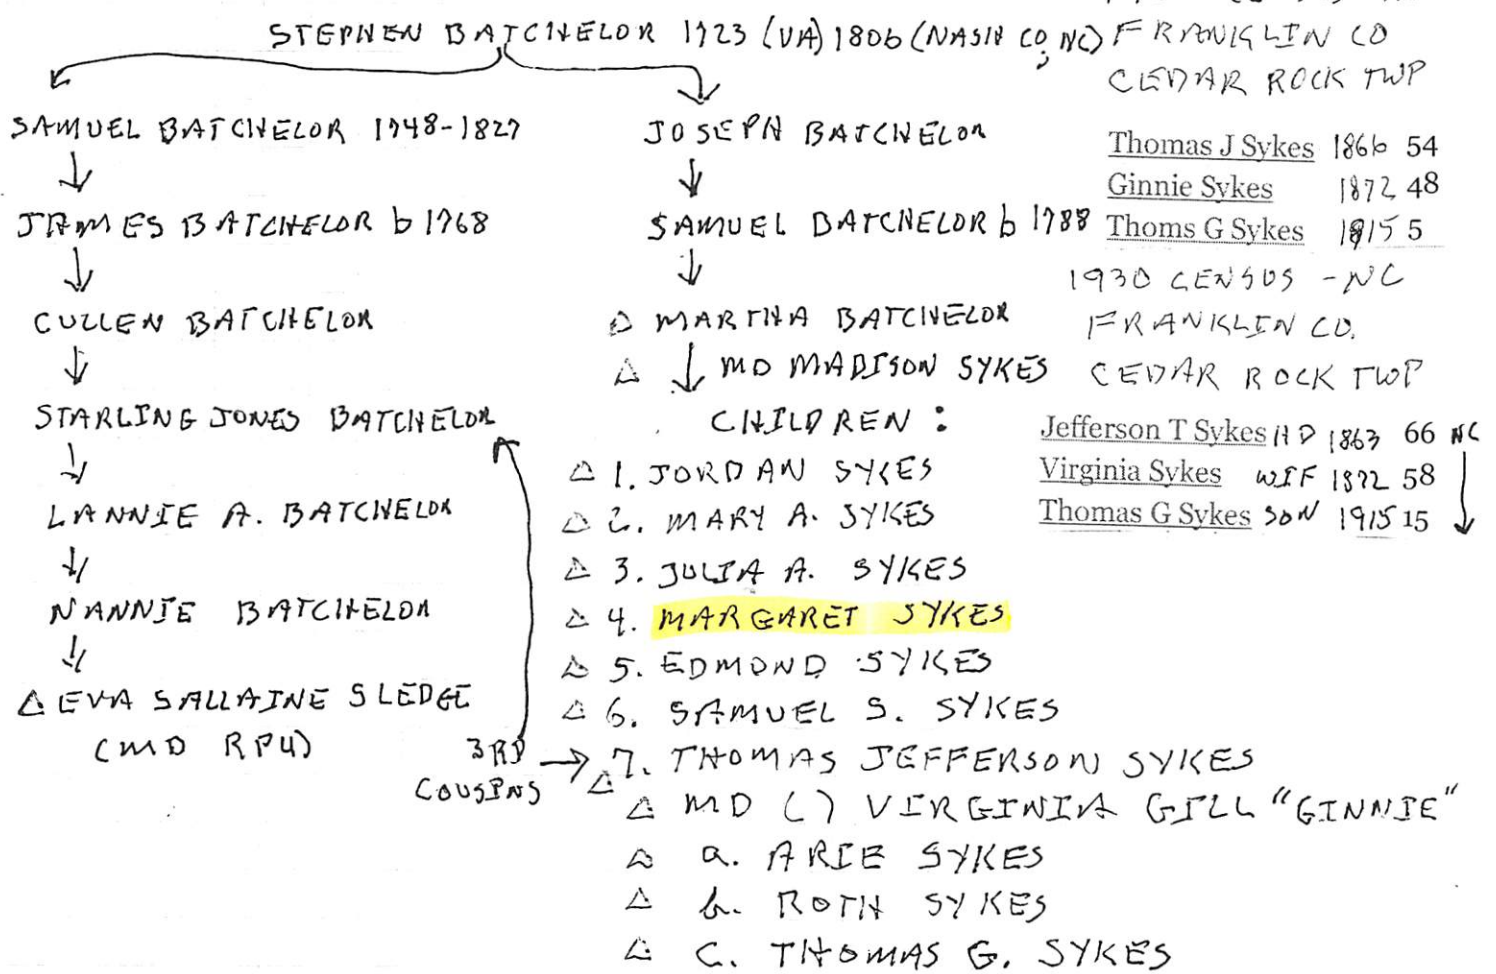 STEPHEN BATCHELOR 1723 (VA) 1806 (NASH CO, NC)
SAMUEL BATCHELOR 1748-1827
JAMES BATCHELOR b 1768
CULLEN BATCHELOR
STARLING JONES BATCHELOR
LANNIE A. BATCHELOR
NANNIE BATCHELOR
△ EVA SALLAINE SLEDGE
(MD RPU)
3RD
COUSINS
JOSEPH BATCHELOR
SAMUEL BATCHELOR b 1788
△ MARTHA BATCHELOR
△ MD MADISON SYKES
CHILDREN:
△ 1. JORDAN SYKES
△ 2. MARY A. SYKES
△ 3. JULIA A. SYKES
△ 4. MARGARET SYKES
△ 5. EDMOND SYKES
△ 6. SAMUEL S. SYKES
△ 7. THOMAS JEFFERSON SYKES
△ MD ( ) VIRGINIA GILL "GINNIE"
△ a. ARIE SYKES
△ b. ROTH SYKES
△ C. THOMAS G. SYKES
FRANKLIN CO
CEDAR ROCK TWP
Thomas J Sykes 1866 54
Ginnie Sykes 1872 48
Thoms G Sykes 1915 5
1930 CENSUS - NC
FRANKLIN CO.
CEDAR ROCK TWP
Jefferson T Sykes HD 1863 66 NC
Virginia Sykes WIF 1872 58
Thomas G Sykes SON 1915 15